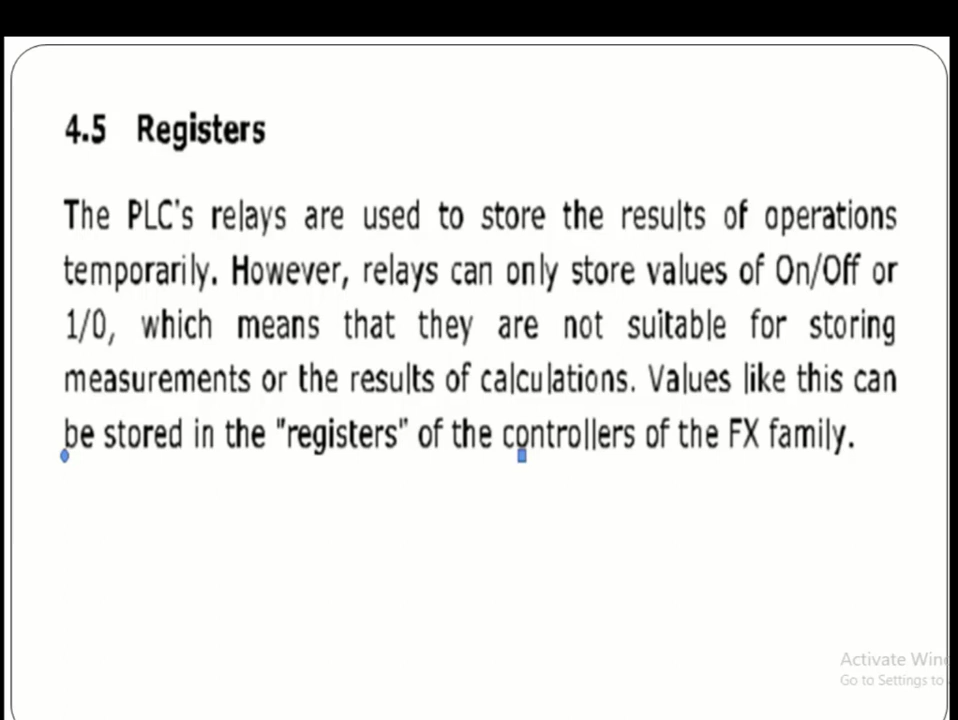 4.5 Registers
The PLC's relays are used to store the results of operations
temporarily. However, relays can only store values of On/Off or
1/0, which means that they are not suitable for storing
measurements or the results of calculations. Values like this can
be stored in the "registers" of the controllers of the FX family.
Activate Win
Go to Settings to